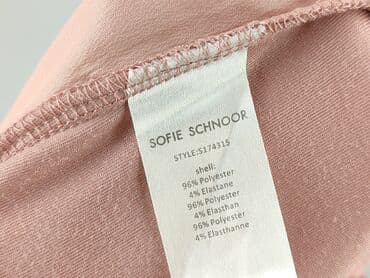 SOFIE SCHNOOR
STYLE:S174315
shell:
96% Polyester
4% Elastane
96% Polyester
4% Elasthan
96% Polyester
4% Elasthanne